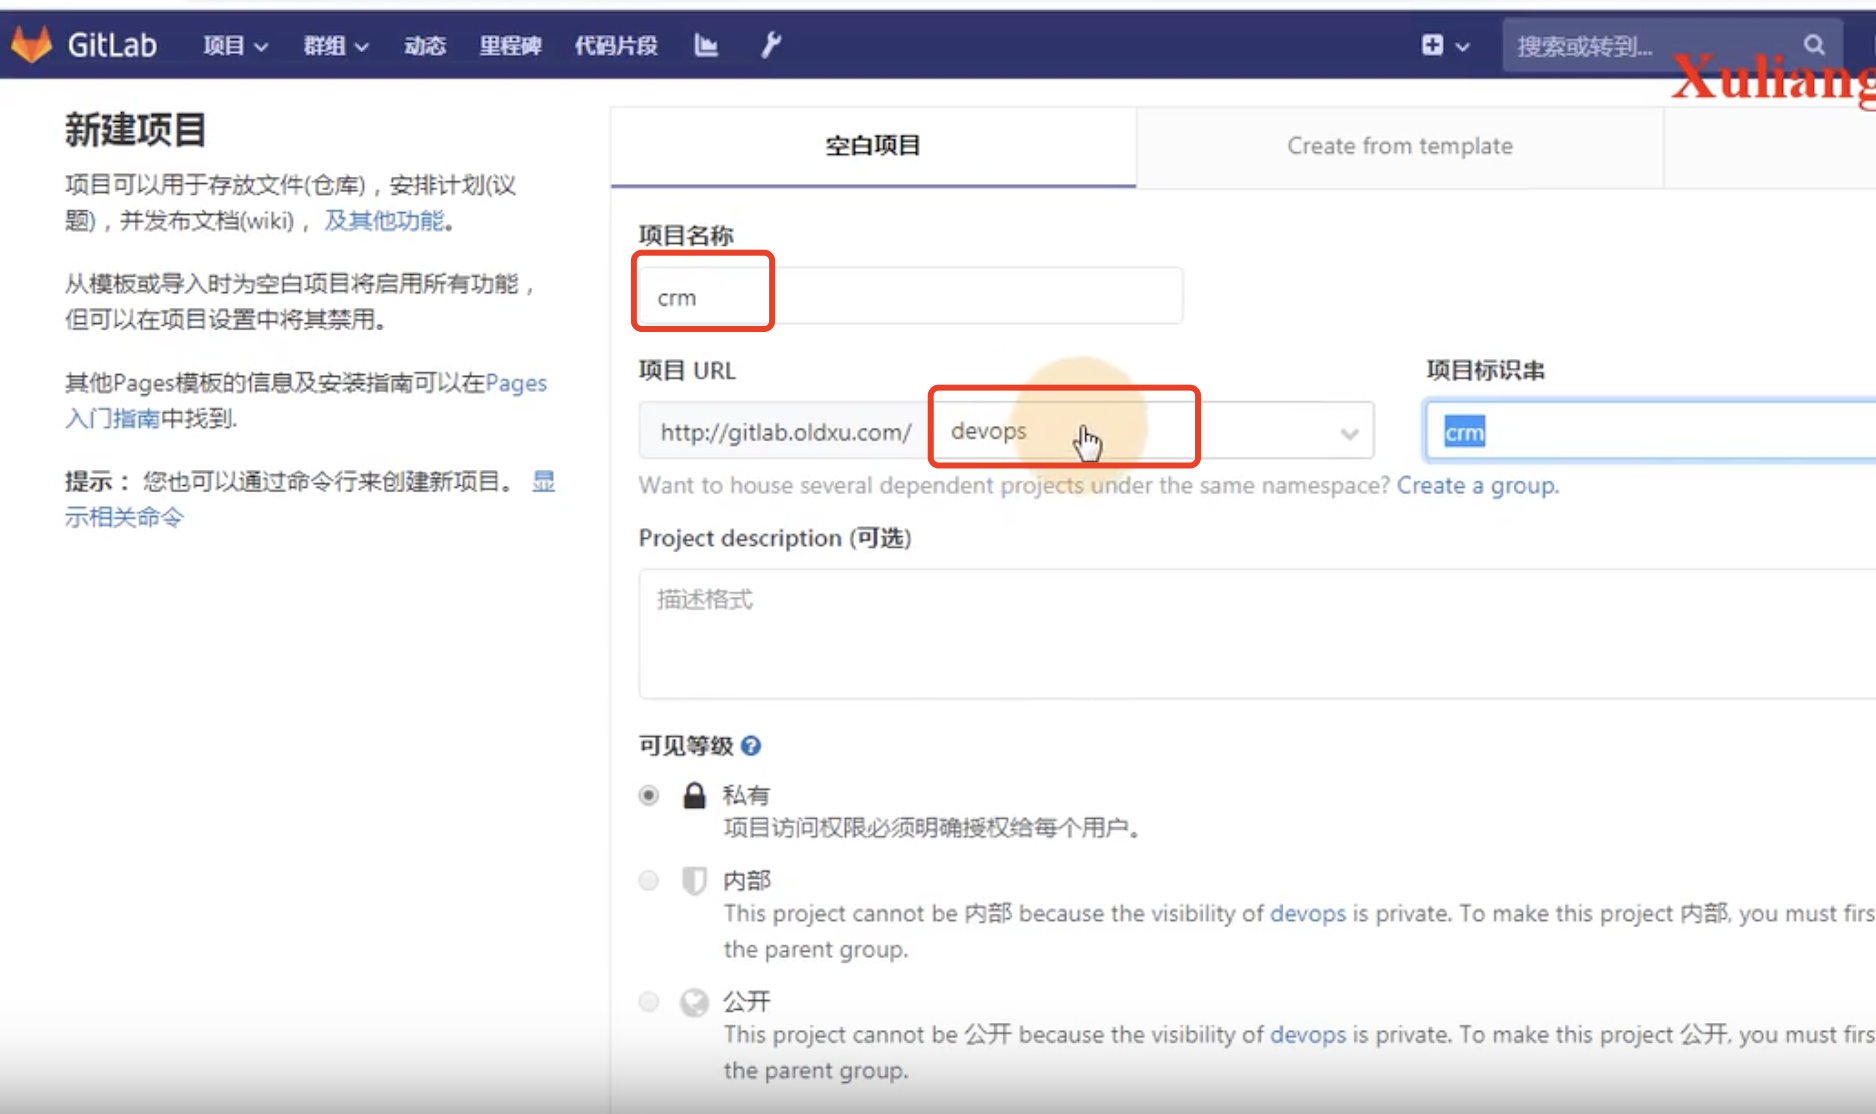 GitLab 项目 群组 动态 里程碑 代码片段 搜索或转到...
Xuliang
新建项目
项目可以用于存放文件(仓库)，安排计划(议
题)，并发布文档(wiki)， 及其他功能。
从模板或导入时为空白项目将启用所有功能，
但可以在项目设置中将其禁用。
其他Pages模板的信息及安装指南可以在Pages
入门指南中找到.
提示： 您也可以通过命令行来创建新项目。 显
示相关命令
空白项目 Create from template
项目名称
crm
项目 URL 项目标识串
http://gitlab.oldxu.com/ devops crm
Want to house several dependent projects under the same namespace? Create a group.
Project description (可选)
描述格式
可见等级
私有
项目访问权限必须明确授权给每个用户。
内部
This project cannot be 内部 because the visibility of devops is private. To make this project 内部, you must firs
the parent group.
公开
This project cannot be 公开 because the visibility of devops is private. To make this project 公开, you must firs
the parent group.